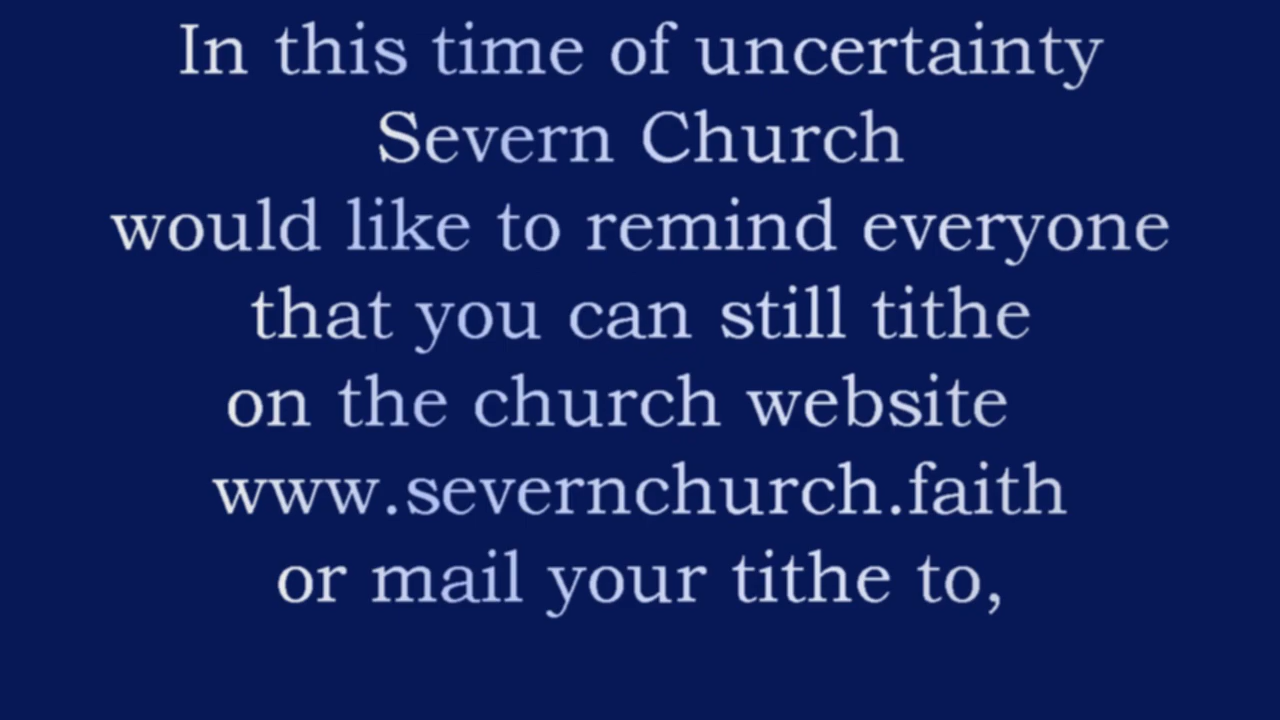 In this time of uncertainty
Severn Church
would like to remind everyone
that you can still tithe
on the church website
www.severnchurch.faith
or mail your tithe to,